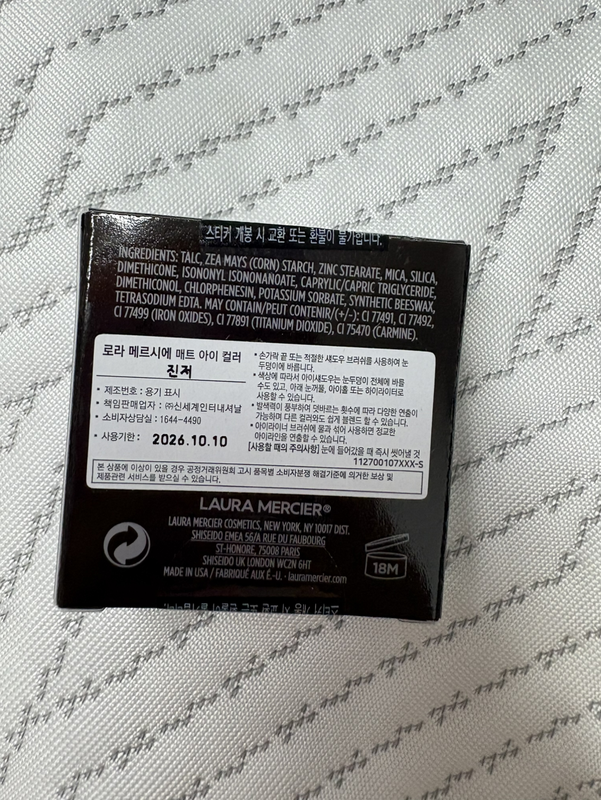 스티커 개봉 시 교환 또는 환불이 불가합니다.
INGREDIENTS: TALC, ZEA MAYS (CORN) STARCH, ZINC STEARATE, MICA, SILICA,
DIMETHICONE, ISONONYL ISONONANOATE, CAPRYLIC/CAPRIC TRIGLYCERIDE,
DIMETHICONOL, CHLORPHENESIN, POTASSIUM SORBATE, SYNTHETIC BEESWAX,
TETRASODIUM EDTA. MAY CONTAIN/PEUT CONTENIR/(+/-): CI 77491, CI 77492,
CI 77499 (IRON OXIDES), CI 77891 (TITANIUM DIOXIDE), CI 75470 (CARMINE).
로라 메르시에 매트 아이 컬러
진저
• 제조번호 : 용기 표시
• 책임판매업자 : ㈜신세계인터내셔날
• 소비자상담실 : 1644-4490
• 사용기한 : 2026.10.10
• 손가락 끝 또는 적절한 섀도우 브러쉬를 사용하여 눈
두덩이에 바릅니다.
• 색상에 따라서 아이섀도우는 눈두덩이 전체에 바를
수도 있고, 아래 눈꺼풀, 아이홀 또는 하이라이터로
사용할 수 있습니다.
• 발색력이 풍부하여 덧바르는 횟수에 따라 다양한 연출이
가능하며 다른 컬러와도 쉽게 블렌드 할 수 있습니다.
• 아이라이너 브러쉬에 물과 섞어 사용하면 정교한
아이라인을 연출할 수 있습니다.
[사용할 때의 주의사항] 눈에 들어갔을 때 즉시 씻어낼 것
112700107XXX-S
본 상품에 이상이 있을 경우 공정거래위원회 고시 품목별 소비자분쟁 해결기준에 의거한 보상 및
제품관련 서비스를 받으실 수 있습니다.
LAURA MERCIER®
LAURA MERCIER COSMETICS, NEW YORK, NY 10017 DIST.
SHISEIDO EMEA 56/A RUE DU FAUBOURG
ST-HONORE, 75008 PARIS
SHISEIDO UK LONDON WC2N 6HT
MADE IN USA / FABRIQUÉ AUX É.-U. · lauramercier.com
18M